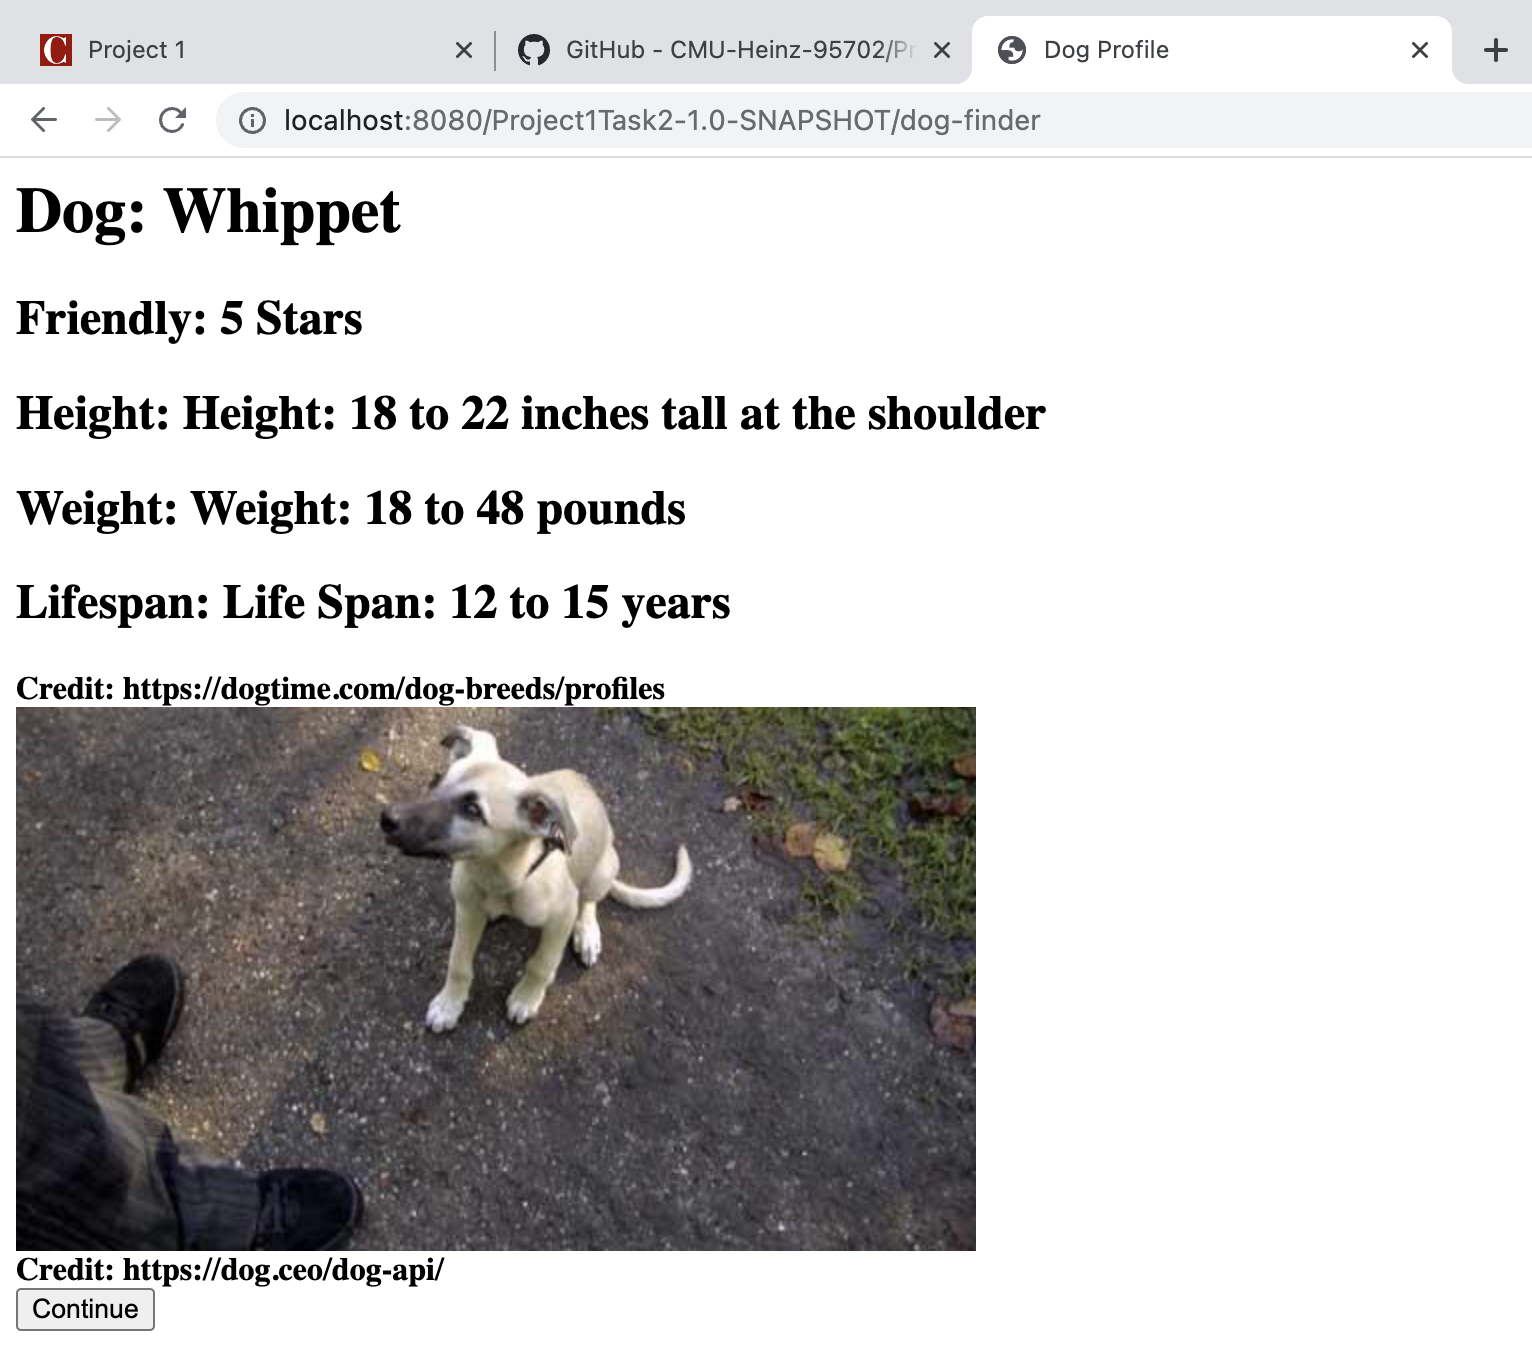 Project 1
GitHub - CMU-Heinz-95702/Pr
Dog Profile
localhost:8080/Project1Task2-1.0-SNAPSHOT/dog-finder
Dog: Whippet
Friendly: 5 Stars
Height: Height: 18 to 22 inches tall at the shoulder
Weight: Weight: 18 to 48 pounds
Lifespan: Life Span: 12 to 15 years
Credit: https://dogtime.com/dog-breeds/profiles
Credit: https://dog.ceo/dog-api/
Continue